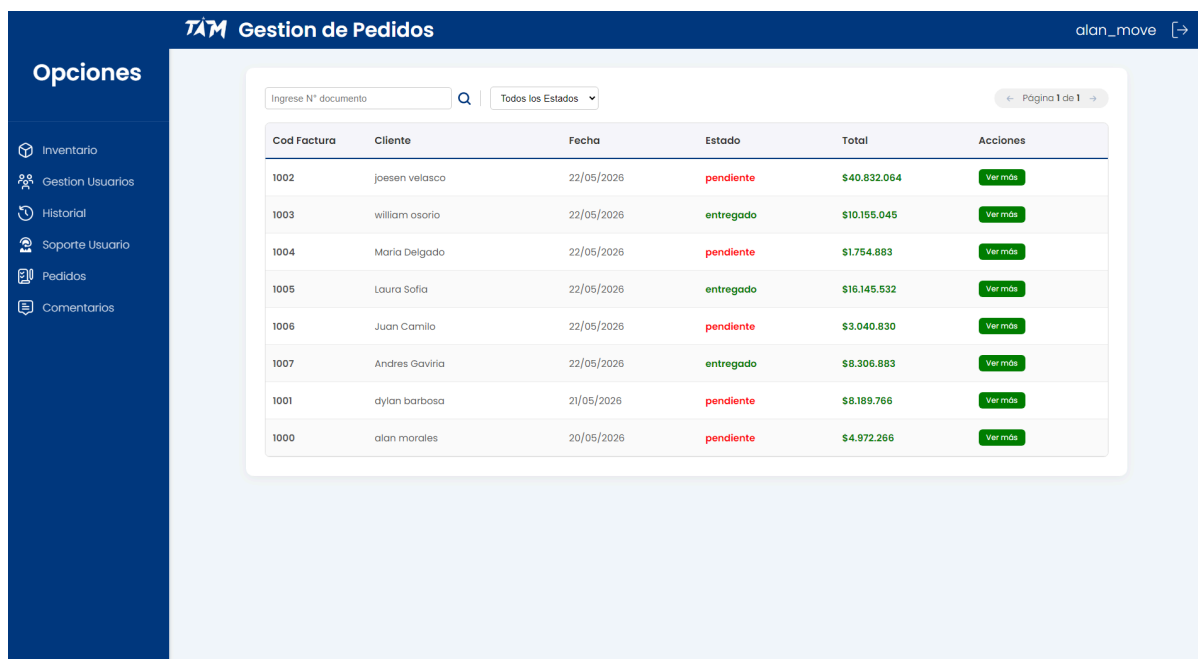 TAM Gestion de Pedidos
alan_move
Opciones
Inventario
Gestion Usuarios
Historial
Soporte Usuario
Pedidos
Comentarios
Ingrese N° documento
Todos los Estados
← Página 1 de 1 →
Cod Factura Cliente Fecha Estado Total Acciones
1002 joesen velasco 22/05/2026 pendiente $40.832.064 Ver más
1003 william osorio 22/05/2026 entregado $10.155.045 Ver más
1004 Maria Delgado 22/05/2026 pendiente $1.754.883 Ver más
1005 Laura Sofia 22/05/2026 entregado $16.145.532 Ver más
1006 Juan Camilo 22/05/2026 pendiente $3.040.830 Ver más
1007 Andres Gaviria 22/05/2026 entregado $8.306.883 Ver más
1001 dylan barbosa 21/05/2026 pendiente $8.189.766 Ver más
1000 alan morales 20/05/2026 pendiente $4.972.266 Ver más